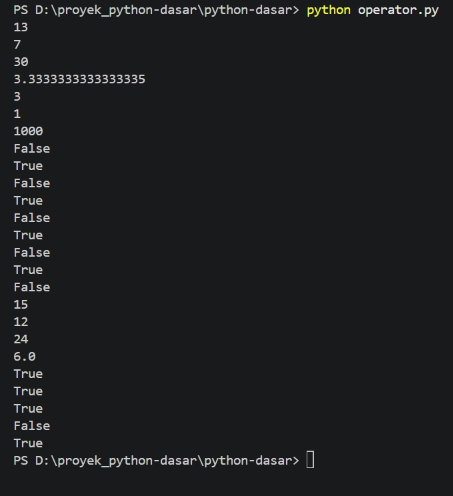 PS D:\proyek_python-dasar\python-dasar> python operator.py
13
7
30
3.3333333333333335
3
1
1000
False
True
False
True
False
True
False
True
False
15
12
24
6.0
True
True
True
False
True
PS D:\proyek_python-dasar\python-dasar>